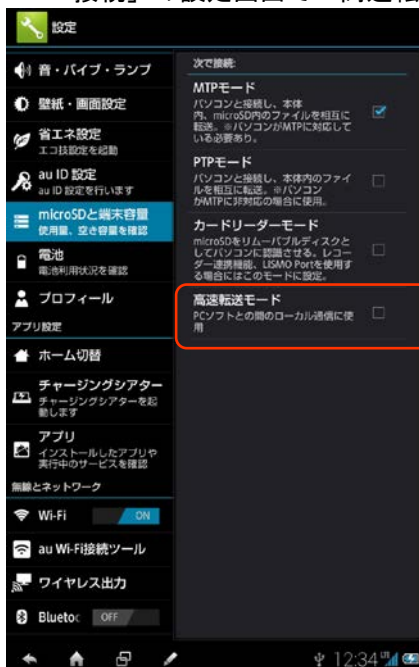 設定
音・バイブ・ランプ
壁紙・画面設定
省エネ設定
エコ技設定を起動
au ID 設定
au ID 設定を行います
microSDと端末容量
使用量、空き容量を確認
電池
電池利用状況を確認
プロフィール
アプリ設定
ホーム切替
チャージングシアター
チャージングシアターを起
動します
アプリ
インストールしたアプリや
実行中のサービスを確認
無線とネットワーク
Wi-Fi
ON
au Wi-Fi接続ツール
ワイヤレス出力
Bluetoo
OFF
次で接続:
MTPモード
パソコンと接続し、本体
内、microSD内のファイルを相互に
転送。※パソコンがMTPに対応して
いる必要あり。
PTPモード
パソコンと接続し、本体内のファイ
ルを相互に転送。※パソコン
がMTPに非対応の場合に使用。
カードリーダーモード
microSDをリムーバブルディスクと
してパソコンに認識させる。レコー
ダー連携機能、LISMO Portを使用す
る場合にはこのモードに設定。
高速転送モード
PCソフトとの間のローカル通信に使
用
12:34